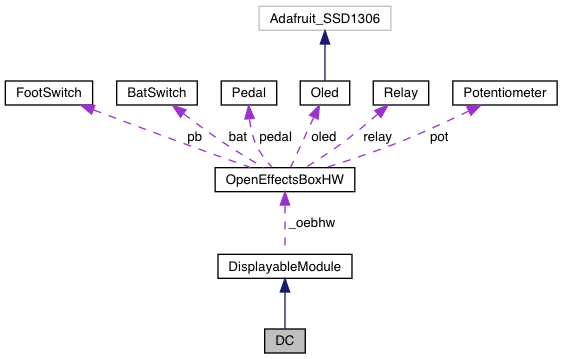 Adafruit_SSD1306
FootSwitch BatSwitch Pedal Oled Relay Potentiometer
pb bat pedal oled relay pot
OpenEffectsBoxHW
_oebhw
DisplayableModule
DC